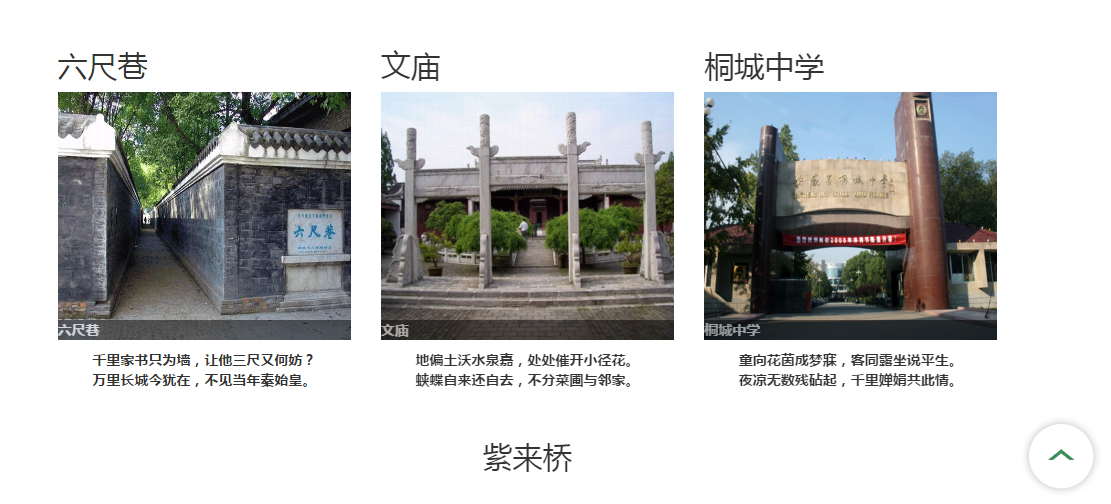 六尺巷
文庙
桐城中学
六尺巷
六尺巷
文庙
桐城中学
千里家书只为墙，让他三尺又何妨？
万里长城今犹在，不见当年秦始皇。
地偏土沃水泉嘉，处处催开小径花。
蛱蝶自来还自去，不分菜圃与邻家。
童向花茵成梦寐，客同露坐说平生。
夜凉无数残砧起，千里婵娟共此情。
紫来桥